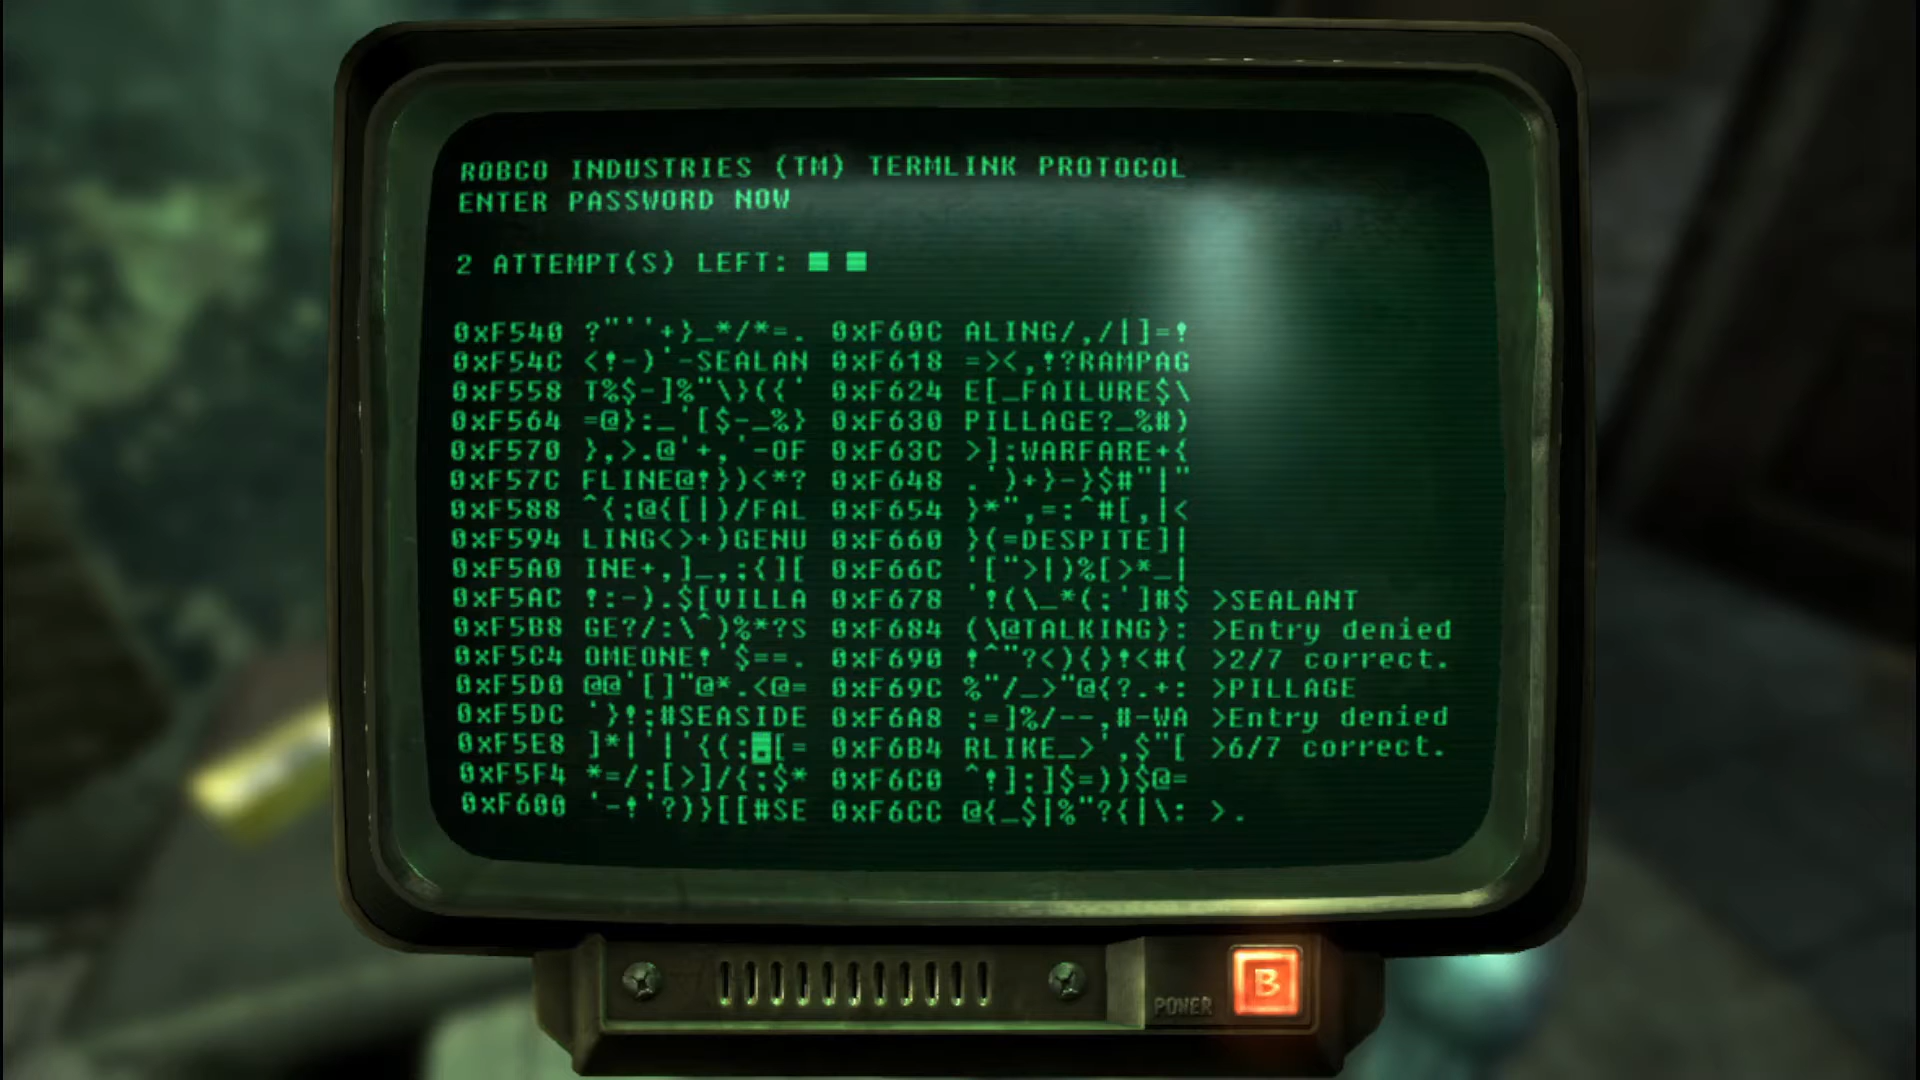 ROBCO INDUSTRIES (TM) TERMLINK PROTOCOL
ENTER PASSWORD NOW
2 ATTEMPT(S) LEFT: ■ ■
0xF540 ?"''+}_*/*=. 0xF60C ALING/,/|]=!
0xF54C <!-)'-SEALAN 0xF618 =><,!?RAMPAG
0xF558 T%$-]%"\}({' 0xF624 E[_FAILURE$\
0xF564 =@}:_'[$-_%} 0xF630 PILLAGE?_%#)
0xF570 },>.@'+,'-OF 0xF63C >];WARFARE+{
0xF57C FLINE@!})<*? 0xF648 .')+}-}$#"|"
0xF588 ^{;@{[|)/FAL 0xF654 }*",=:^#[,|<
0xF594 LING<>+)GENU 0xF660 }(=DESPITE]|
0xF5A0 INE+,]_,:{][ 0xF66C '[">|)%[>*_|
0xF5AC !:-).$[VILLA 0xF678 '!(\_*(:']#$ >SEALANT
0xF5B8 GE?/:\^)%*?S 0xF684 (\@TALKING}: >Entry denied
0xF5C4 OMEONE!'$==. 0xF690 !^"?<){}!<#( >2/7 correct.
0xF5D0 @@'[]"@*.<@= 0xF69C %"/_>"@{?.+: >PILLAGE
0xF5DC '}!;#SEASIDE 0xF6A8 ;=]%/--,#-WA >Entry denied
0xF5E8 ]*|'|'{(;.[= 0xF6B4 RLIKE_>',$"[ >6/7 correct.
0xF5F4 *=/;[>]/{;$* 0xF6C0 ^!];]$=))$@=
0xF600 '-!'?)}[[#SE 0xF6CC @{_$|%"?{|\: >.
POWER B